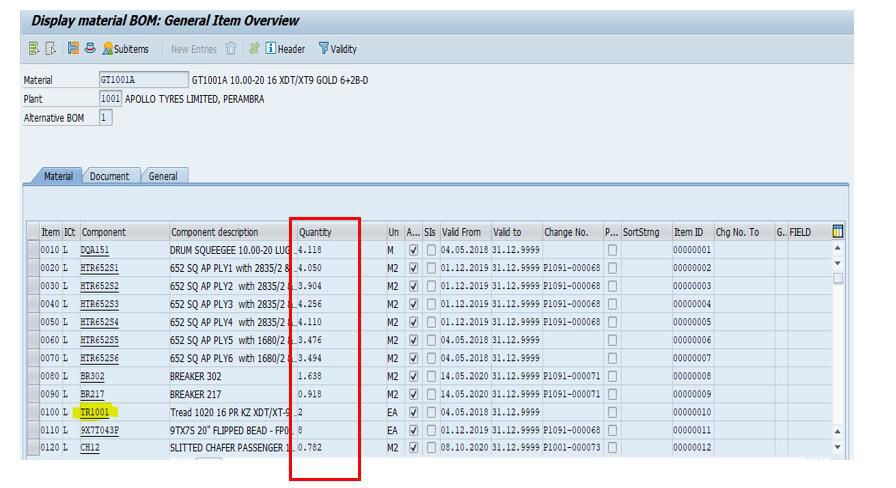 Display material BOM: General Item Overview
Subitems New Entries Header Validity
Material GT1001A GT1001A 10.00-20 16 XDT/XT9 GOLD 6+2B-D
Plant 1001 APOLLO TYRES LIMITED, PERAMBRA
Alternative BOM 1
Material Document General
Item ICt Component Component description Quantity Un A... SIs Valid From Valid to Change No. P... SortStrng Item ID Chg No. To G.. FIELD
0010 L DQA151 DRUM SQUEEGEE 10.00-20 LUG 4.118 M 04.05.2018 31.12.9999 00000001
0020 L HTR652S1 652 SQ AP PLY1 with 2835/2 & 4.050 M2 01.12.2019 31.12.9999 P1091-000068 00000002
0030 L HTR652S2 652 SQ AP PLY2 with 2835/2 & 3.904 M2 01.12.2019 31.12.9999 P1091-000068 00000003
0040 L HTR652S3 652 SQ AP PLY3 with 2835/2 & 4.256 M2 01.12.2019 31.12.9999 P1091-000068 00000004
0050 L HTR652S4 652 SQ AP PLY4 with 2835/2 & 4.110 M2 01.12.2019 31.12.9999 P1091-000068 00000005
0060 L HTR652S5 652 SQ AP PLY5 with 1680/2 & 3.476 M2 04.05.2018 31.12.9999 00000006
0070 L HTR652S6 652 SQ AP PLY6 with 1680/2 & 3.494 M2 04.05.2018 31.12.9999 00000007
0080 L BR302 BREAKER 302 1.638 M2 14.05.2020 31.12.9999 P1091-000071 00000008
0090 L BR217 BREAKER 217 0.918 M2 14.05.2020 31.12.9999 P1091-000071 00000009
0100 L TR1001 Tread 1020 16 PR KZ XDT/XT-9 2 EA 04.05.2018 31.12.9999 00000010
0110 L 9X7T043P 9TX7S 20" FLIPPED BEAD - FP0 8 EA 01.12.2019 31.12.9999 P1091-000068 00000011
0120 L CH12 SLITTED CHAFER PASSENGER 1 0.782 M2 08.10.2020 31.12.9999 P1001-000073 00000012